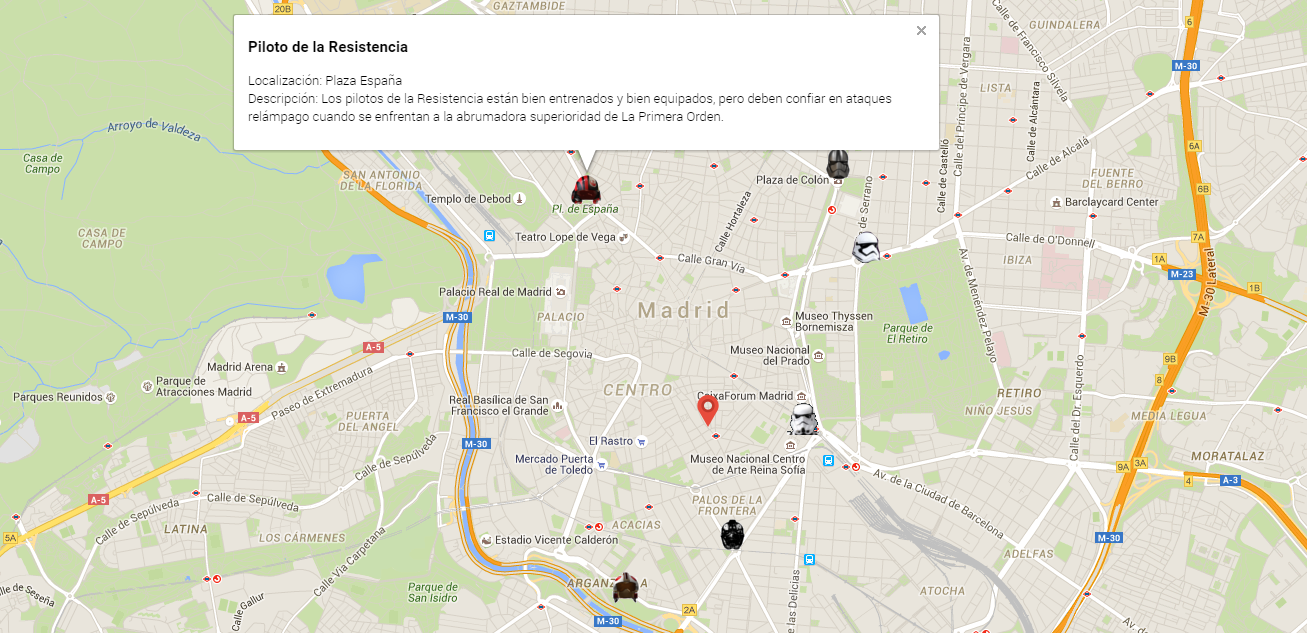 20B
GAZTAMBIDE
6
GUINDALERA
Calle de Francisco Silvela
Piloto de la Resistencia
Localización: Plaza España
Descripción: Los pilotos de la Resistencia están bien entrenados y bien equipados, pero deben confiar en ataques
relámpago cuando se enfrentan a la abrumadora superioridad de La Primera Orden.
Calle del Príncipe de Vergara
M-30
LISTA
Calle de Alcántara
Arroyo de Valdeza
Casa de
Campo
6A
Calle de Alcalá
Calle de Castelló
SAN ANTONIO
DE LA FLORIDA
Plaza de Colón
de Serrano
FUENTE
DEL BERRO
6B
Templo de Debod
Pl. de España
Barclaycard Center
CASA DE
CAMPO
Teatro Lope de Vega
Calle Hortaleza
Calle de O'Donnell
7A
Calle Gran Vía
IBIZA
1A
M-23
M-30 Lateral
1B
Av. de Menéndez Pelayo
Palacio Real de Madrid
PALACIO
Madrid
M-30
Museo Thyssen
Bornemisza
Parque de
El Retiro
A-5
Calle de Segovia
Museo Nacional
del Prado
9B
Madrid Arena
Parque de
Atracciones Madrid
Parques Reunidos
Paseo de Extremadura
CENTRO
CaixaForum Madrid
RETIRO
NIÑO JESÚS
8
Calle del Dr. Esquerdo
MEDIA LEGUA
Real Basílica de San
Francisco el Grande
A-5
PUERTA
DEL ÁNGEL
El Rastro
M-30
Calle de Sepúlveda
Mercado Puerta
de Toledo
Museo Nacional Centro
de Arte Reina Sofía
MORATALAZ
9A
3A
4
A-3
Av. de la Ciudad de Barcelona
A-5
Calle de Sepúlveda
Calle de Sepúlveda
PALOS DE LA
FRONTERA
LATINA
ACACIAS
5A
LOS CÁRMENES
Estadio Vicente Calderón
M-30
Calle Vía Carpetana
ADELFAS
lle de Seseña
Calle Gallur
Parque de
San Isidro
ARGANZ
LA
ATOCHA
le las Delicias
2A
M-30
Av.